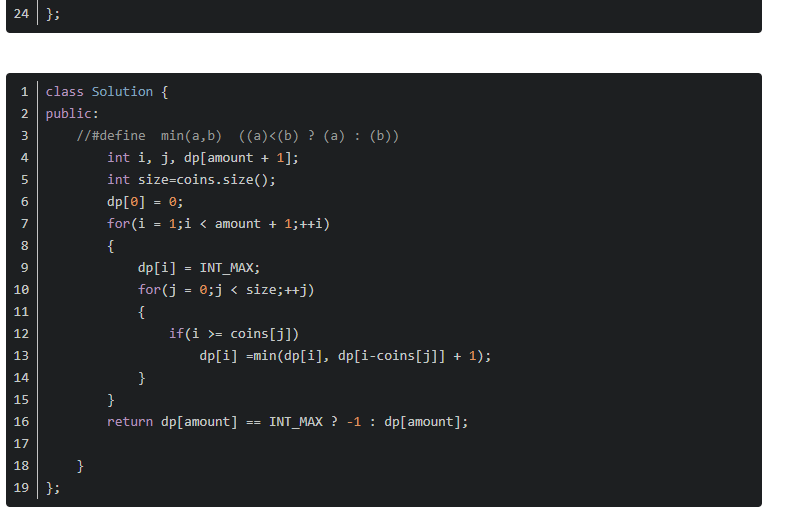 24 };
1 class Solution {
2 public:
3     //#define  min(a,b)  ((a)<(b) ? (a) : (b))
4         int i, j, dp[amount + 1];
5         int size=coins.size();
6         dp[0] = 0;
7         for(i = 1;i < amount + 1;++i)
8         {
9             dp[i] = INT_MAX;
10             for(j = 0;j < size;++j)
11             {
12                 if(i >= coins[j])
13                     dp[i] =min(dp[i], dp[i-coins[j]] + 1);
14             }
15         }
16         return dp[amount] == INT_MAX ? -1 : dp[amount];
17
18     }
19 };